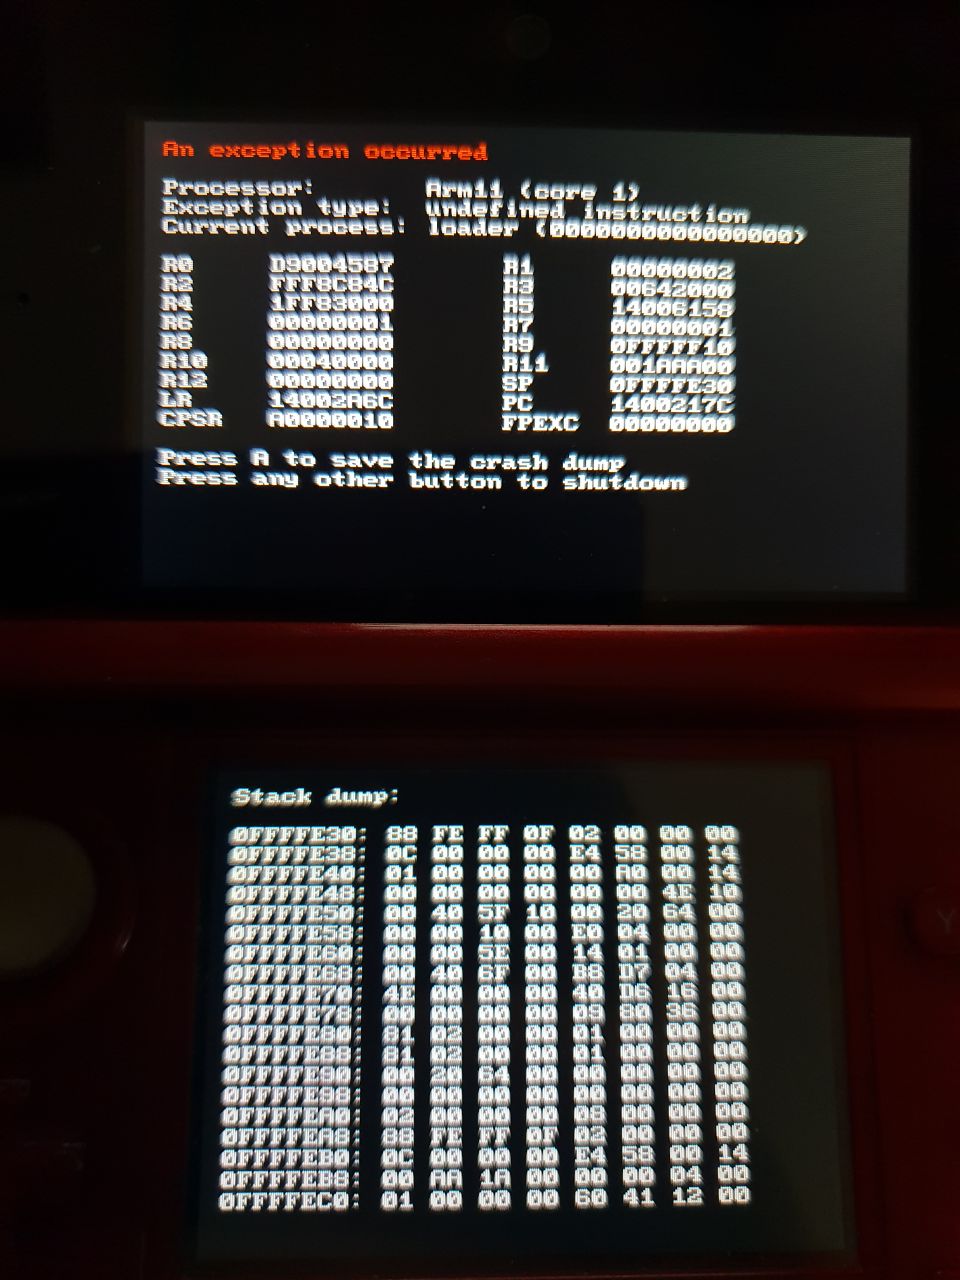 An exception occurred
Processor: Arm11 (core 1)
Exception type: undefined instruction
Current process: loader (0000000000000000)
R0 D9004587 R1 00000002
R2 FFF8C84C R3 00642000
R4 1FF83000 R5 14006158
R6 00000001 R7 00000001
R8 00000000 R9 0FFFFF10
R10 00040000 R11 001AAA00
R12 00000000 SP 0FFFFE30
LR 14002A6C PC 1400217C
CPSR A0000010 FPEXC 00000000
Press A to save the crash dump
Press any other button to shutdown
Stack dump:
0FFFFE30: 88 FE FF 0F 02 00 00 00
0FFFFE38: 0C 00 00 00 E4 58 00 14
0FFFFE40: 01 00 00 00 00 A0 00 14
0FFFFE48: 00 00 00 00 00 00 4E 10
0FFFFE50: 00 40 5F 10 00 20 64 00
0FFFFE58: 00 00 10 00 E0 04 00 00
0FFFFE60: 00 00 5E 00 14 01 00 00
0FFFFE68: 00 40 6F 00 B8 D7 04 00
0FFFFE70: 4E 00 00 00 40 D6 16 00
0FFFFE78: 00 00 00 00 09 80 36 00
0FFFFE80: 81 02 00 00 01 00 00 00
0FFFFE88: 81 02 00 00 01 00 00 00
0FFFFE90: 00 20 64 00 00 00 00 00
0FFFFE98: 00 00 00 00 00 00 00 00
0FFFFEA0: 02 00 00 00 08 00 00 00
0FFFFEA8: 88 FE FF 0F 02 00 00 00
0FFFFEB0: 0C 00 00 00 E4 58 00 14
0FFFFEB8: 00 AA 1A 00 00 00 04 00
0FFFFEC0: 01 00 00 00 60 41 12 00
Y